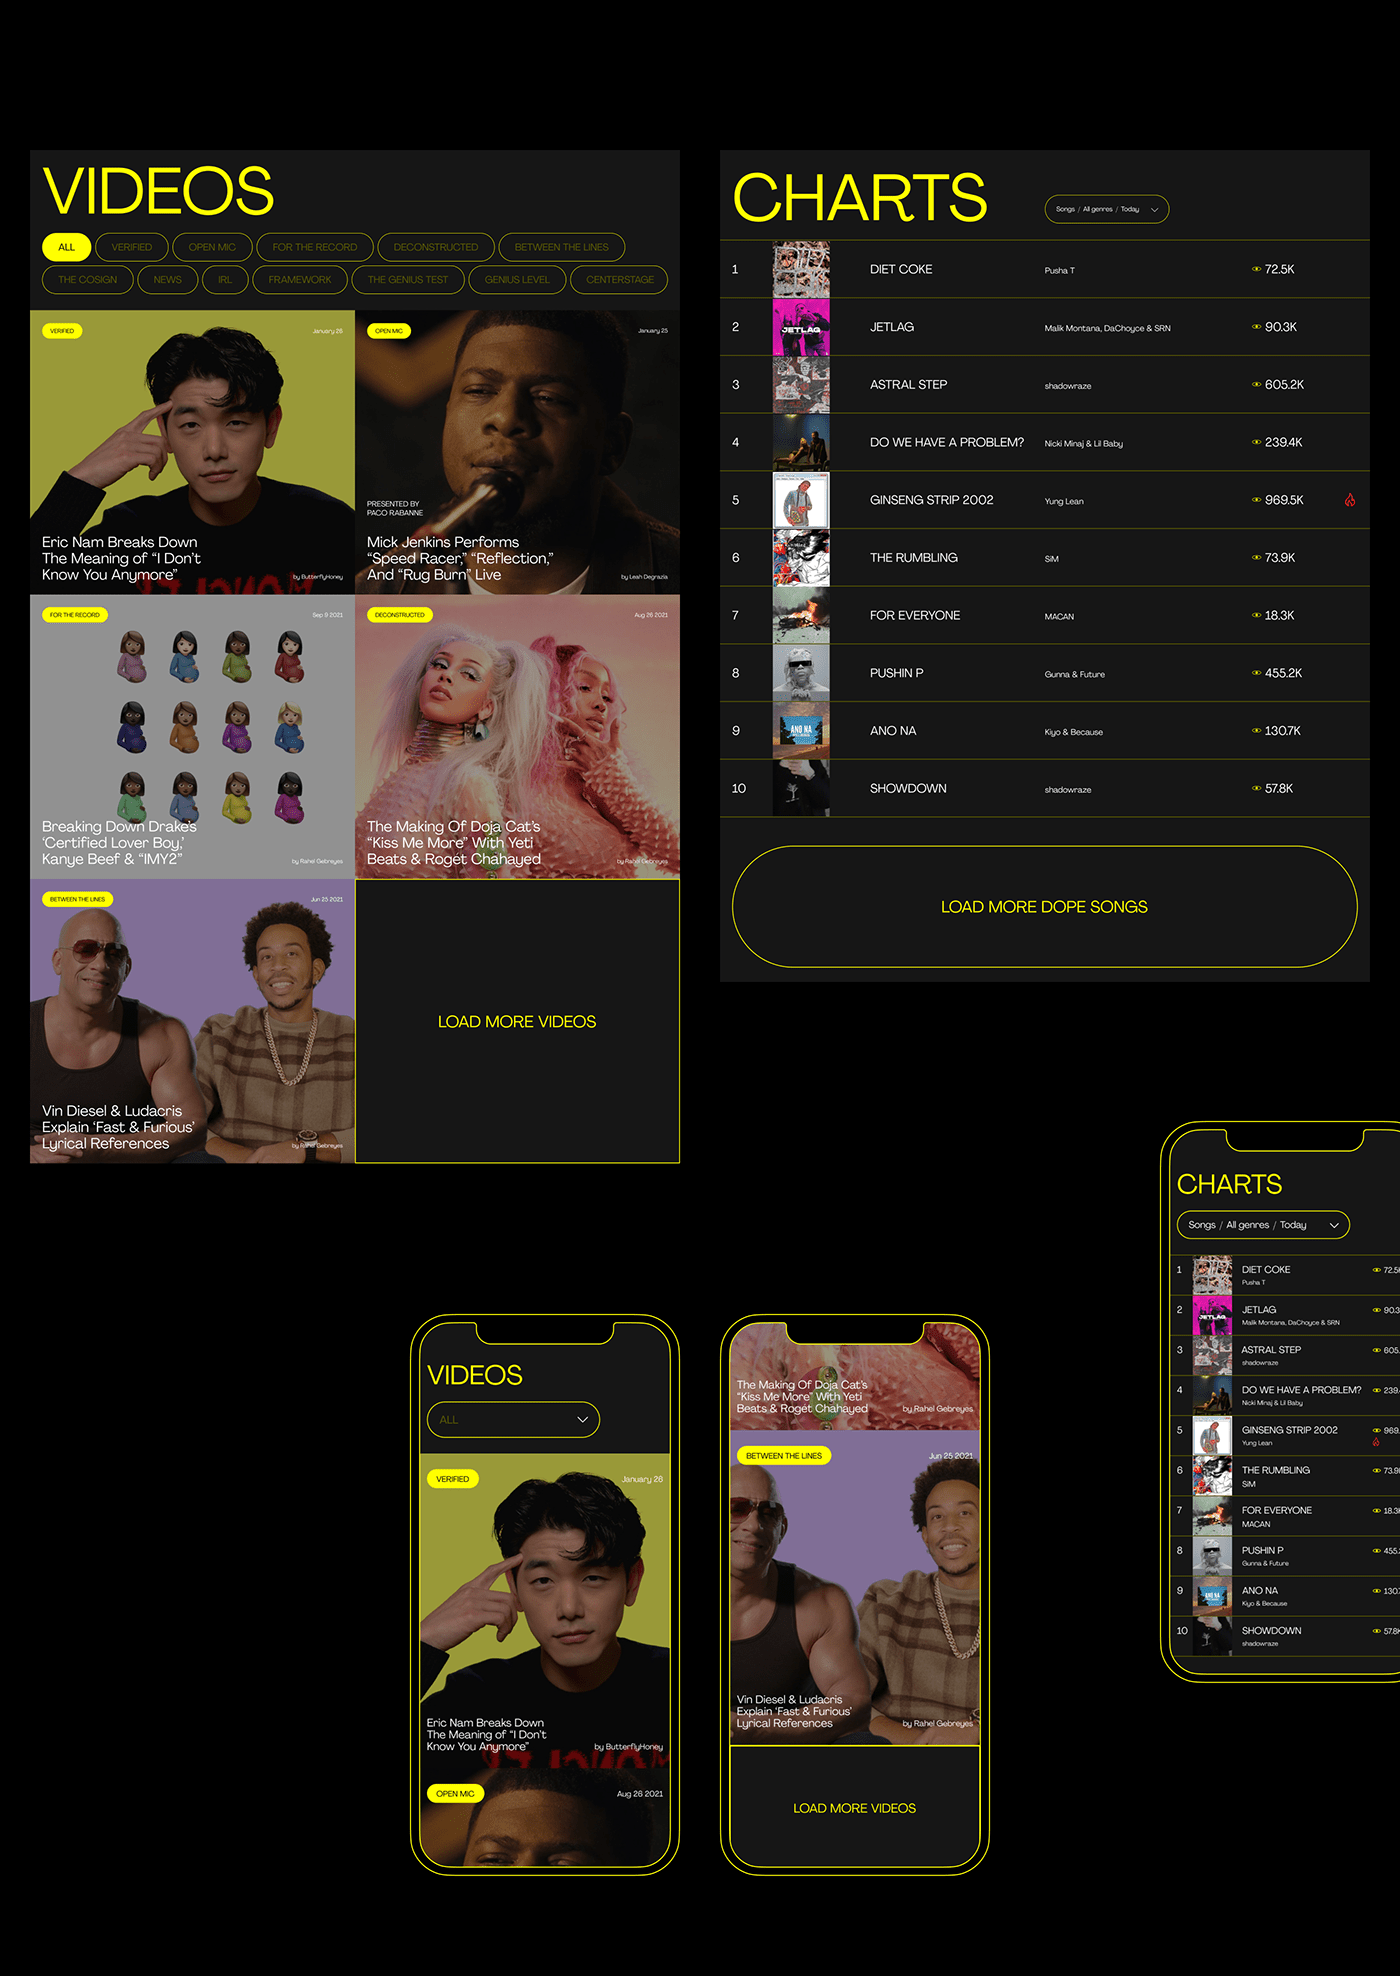 VIDEOS
ALL
VERIFIED
OPEN MIC
FOR THE RECORD
DECONSTRUCTED
BETWEEN THE LINES
THE COSIGN
NEWS
IRL
FRAMEWORK
THE GENIUS TEST
GENIUS LEVEL
CENTERSTAGE
VERIFIED
January 26
Eric Nam Breaks Down
The Meaning of “I Don’t
Know You Anymore”
by ButterflyHoney
OPEN MIC
January 25
PRESENTED BY
PACO RABANNE
Mick Jenkins Performs
“Speed Racer,” “Reflection,”
And “Rug Burn” Live
by Leah Degrazia
FOR THE RECORD
Sep 9 2021
Breaking Down Drake’s
‘Certified Lover Boy,’
Kanye Beef & “IMY2”
by Rahel Gebreyes
DECONSTRUCTED
Aug 26 2021
The Making Of Doja Cat’s
“Kiss Me More” With Yeti
Beats & Rogét Chahayed
by Rahel Gebreyes
BETWEEN THE LINES
Jun 25 2021
Vin Diesel & Ludacris
Explain ‘Fast & Furious’
Lyrical References
by Rahel Gebreyes
LOAD MORE VIDEOS
CHARTS
Songs / All genres / Today
1 DIET COKE Pusha T 72.5K
2 JETLAG JETLAG Malik Montana, DaChoyce & SRN 90.3K
3 ASTRAL STEP shadowraze 605.2K
4 DO WE HAVE A PROBLEM? Nicki Minaj & Lil Baby 239.4K
5 GINSENG STRIP 2002 Yung Lean 969.5K
6 THE RUMBLING SiM 73.9K
7 FOR EVERYONE MACAN 18.3K
8 PUSHIN P Gunna & Future 455.2K
9 ANO NA ANO NA Kiyo & Because 130.7K
10 SHOWDOWN shadowraze 57.8K
LOAD MORE DOPE SONGS
CHARTS
Songs / All genres / Today
1 DIET COKE 72.5K
Pusha T
2 JETLAG JETLAG 90.3
Malik Montana, DaChoyce & SRN
3 ASTRAL STEP 605.
shadowraze
4 DO WE HAVE A PROBLEM? 239.
Nicki Minaj & Lil Baby
5 GINSENG STRIP 2002 969.
Yung Lean
6 THE RUMBLING 73.9
SiM
7 FOR EVERYONE 18.3
MACAN
8 PUSHIN P 455.
Gunna & Future
9 ANO NA ANO NA 130.
Kiyo & Because
10 SHOWDOWN 57.8
shadowraze
VIDEOS
ALL
VERIFIED
January 26
Eric Nam Breaks Down
The Meaning of “I Don’t
Know You Anymore”
by ButterflyHoney
OPEN MIC
Aug 26 2021
The Making Of Doja Cat’s
“Kiss Me More” With Yeti
Beats & Rogét Chahayed
by Rahel Gebreyes
BETWEEN THE LINES
Jun 25 2021
Vin Diesel & Ludacris
Explain ‘Fast & Furious’
Lyrical References
by Rahel Gebreyes
LOAD MORE VIDEOS